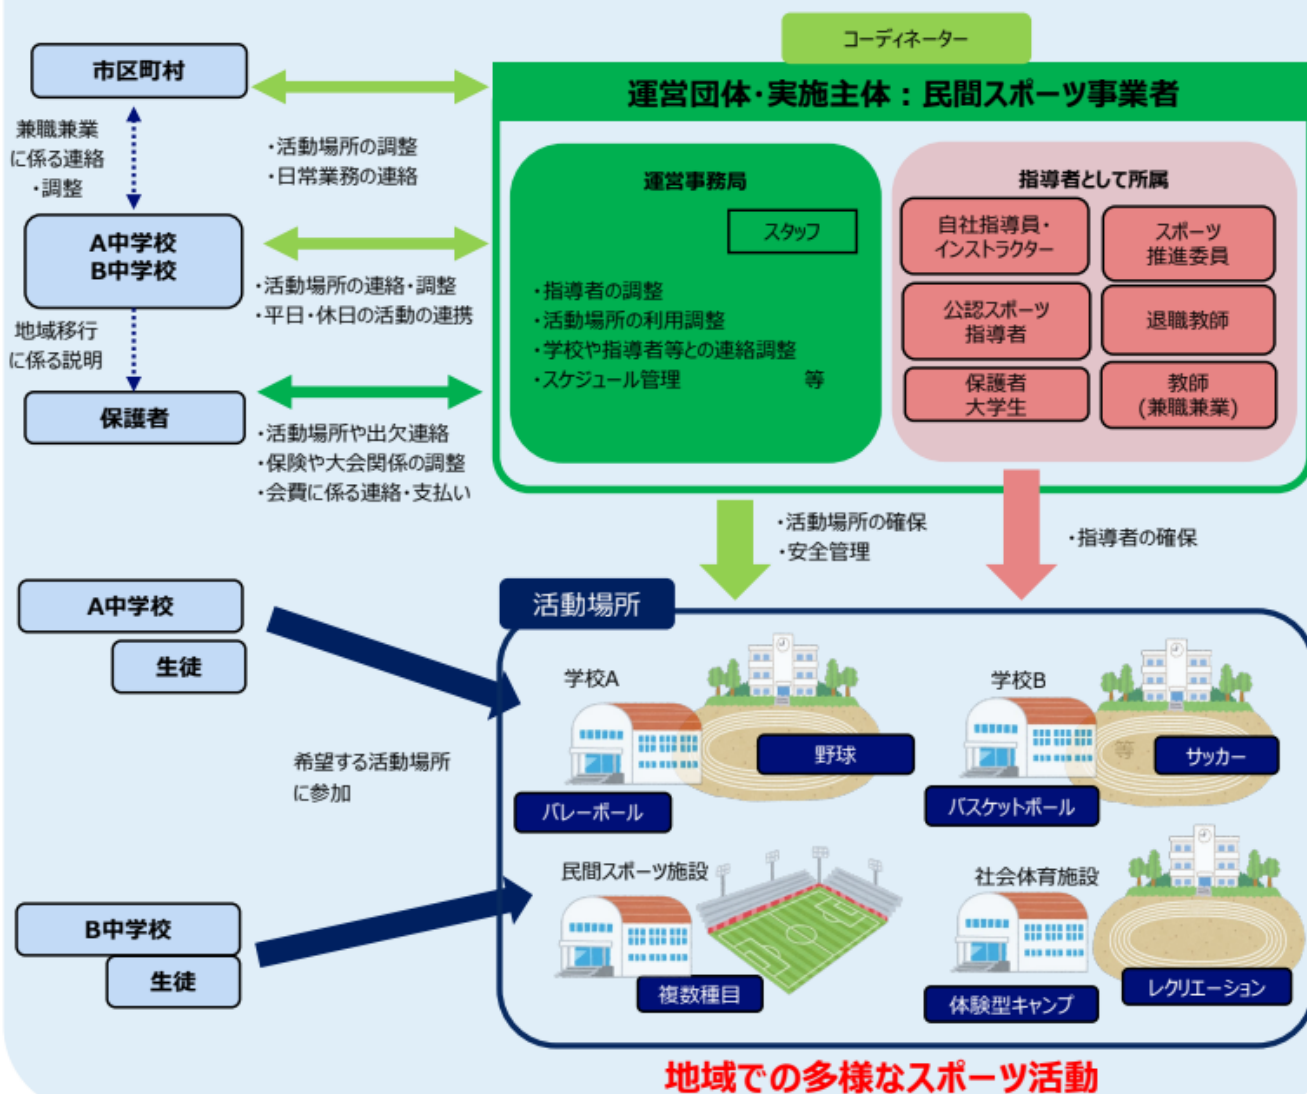 コーディネーター
市区町村
運営団体・実施主体：民間スポーツ事業者
兼職兼業
に係る連絡
・調整
・活動場所の調整
・日常業務の連絡
運営事務局
スタッフ
・指導者の調整
・活動場所の利用調整
・学校や指導者等との連絡調整
・スケジュール管理 等
指導者として所属
自社指導員・
インストラクター
スポーツ
推進委員
公認スポーツ
指導者
退職教師
保護者
大学生
教師
(兼職兼業)
A中学校
B中学校
・活動場所の連絡・調整
・平日・休日の活動の連携
地域移行
に係る説明
保護者
・活動場所や出欠連絡
・保険や大会関係の調整
・会費に係る連絡・支払い
・活動場所の確保
・安全管理
・指導者の確保
A中学校
生徒
活動場所
学校A
野球
バレーボール
学校B
等
サッカー
バスケットボール
希望する活動場所
に参加
民間スポーツ施設
複数種目
社会体育施設
体験型キャンプ
レクリエーション
B中学校
生徒
地域での多様なスポーツ活動